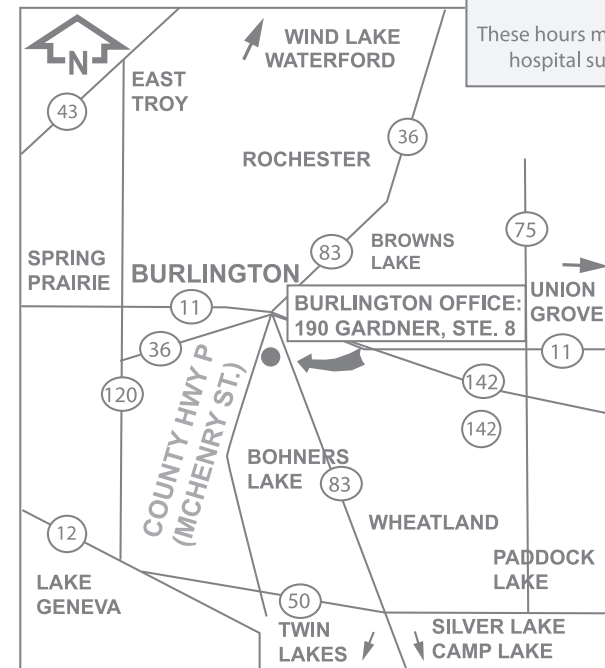 These hours m
hospital su
N
WIND LAKE
WATERFORD
EAST
TROY
43
36
ROCHESTER
75
83
BROWNS
LAKE
SPRING
PRAIRIE
BURLINGTON
UNION
GROVE
11
BURLINGTON OFFICE:
190 GARDNER, STE. 8
36
11
120
142
COUNTY HWY P
(MCHENRY ST.)
142
BOHNERS
LAKE
83
WHEATLAND
12
PADDOCK
LAKE
LAKE
GENEVA
50
TWIN
LAKES
SILVER LAKE
CAMP LAKE